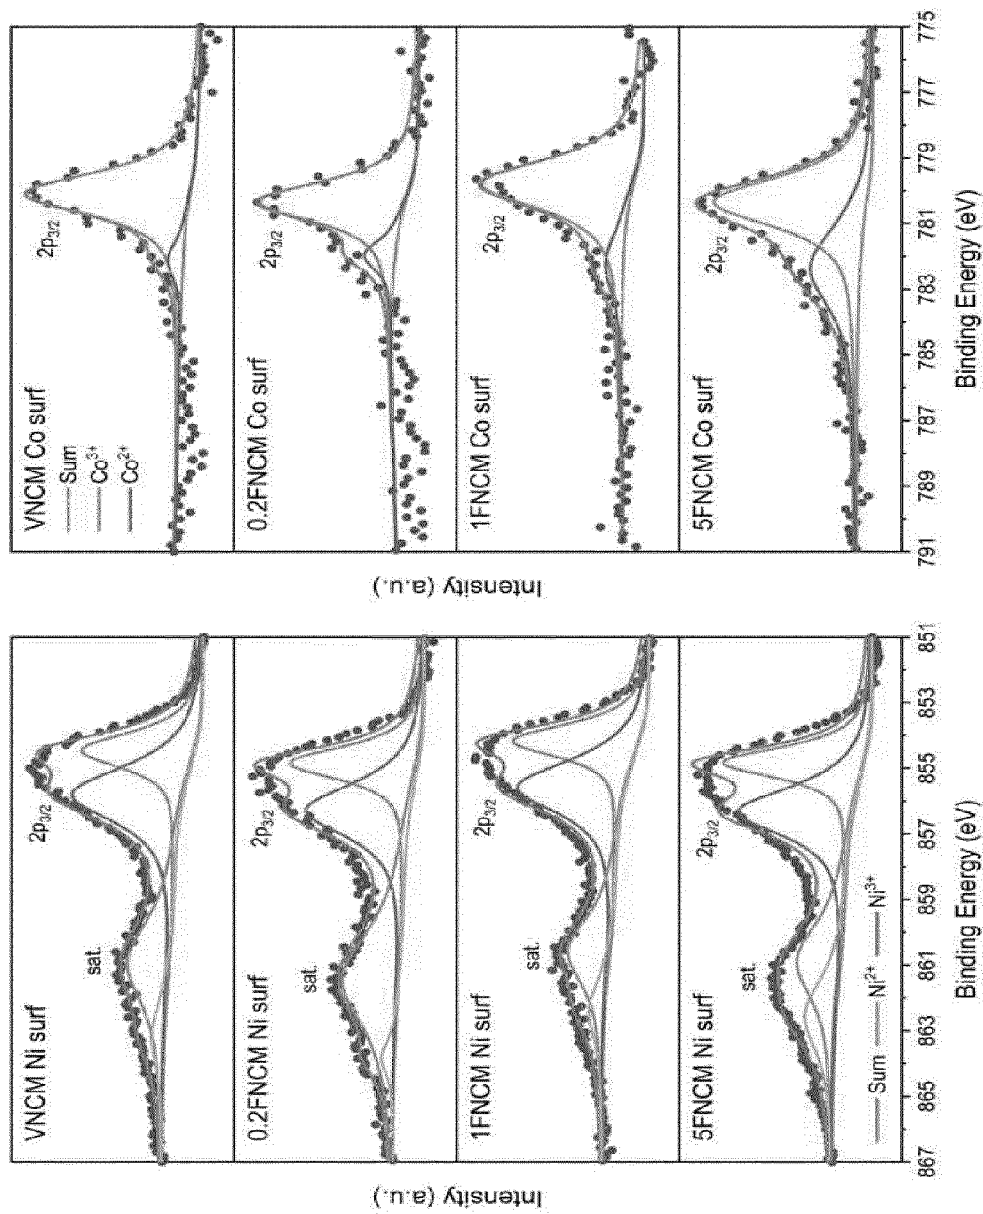 VNCM Ni surf
2p3/2
sat.
0.2FNCM Ni surf
2p3/2
sat.
1FNCM Ni surf
2p3/2
sat.
5FNCM Ni surf
2p3/2
sat.
Sum Ni2+ Ni3+
867 865 863 861 859 857 855 853 851
Binding Energy (eV)
Intensity (a.u.)
VNCM Co surf
Sum
Co3+
Co2+
2p3/2
0.2FNCM Co surf
2p3/2
1FNCM Co surf
2p3/2
5FNCM Co surf
2p3/2
791 789 787 785 783 781 779 777 775
Binding Energy (eV)
Intensity (a.u.)